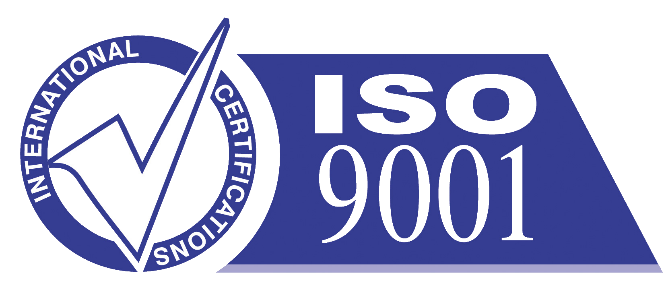 INTERNATIONAL CERTIFICATIONS
ISO
9001